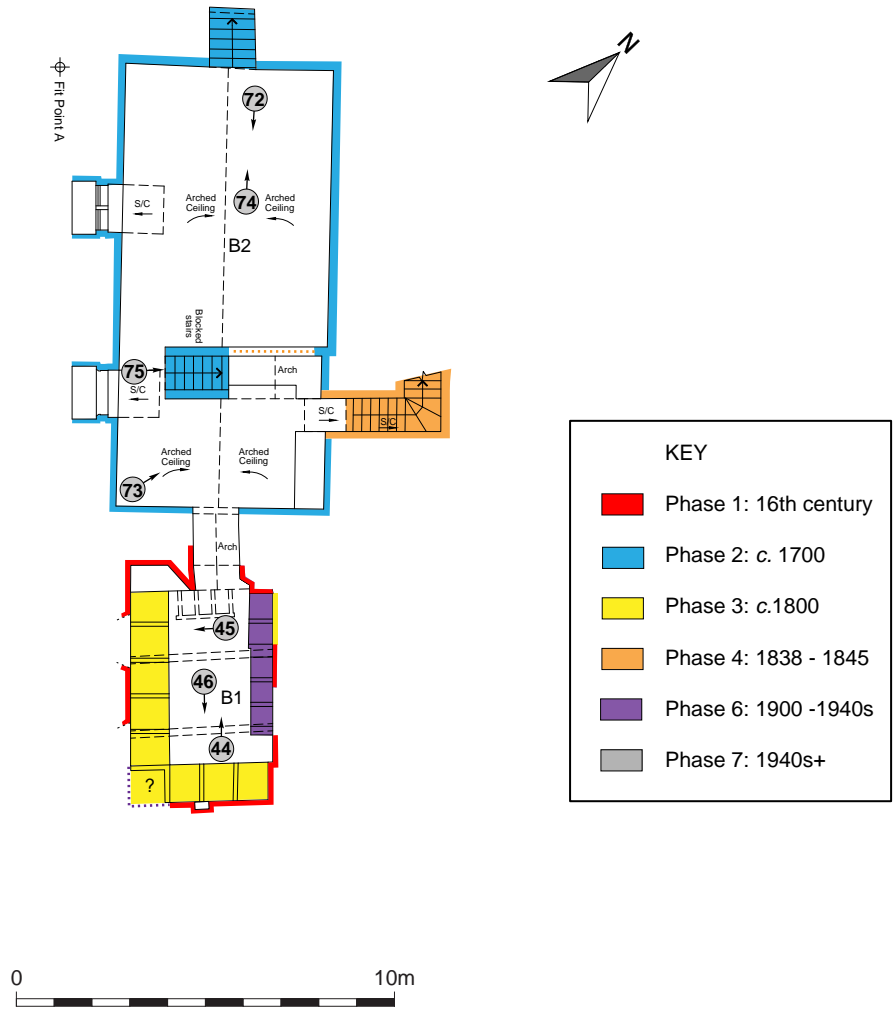 N
Fit Point A
72
S/C
Arched
Ceiling
74
Arched
Ceiling
B2
Blocked
stairs
75
S/C
Arch
S/C
S/C
Arched
Ceiling
Arched
Ceiling
73
Arch
45
46
B1
44
?
KEY
Phase 1: 16th century
Phase 2: c. 1700
Phase 3: c.1800
Phase 4: 1838 - 1845
Phase 6: 1900 -1940s
Phase 7: 1940s+
0
10m